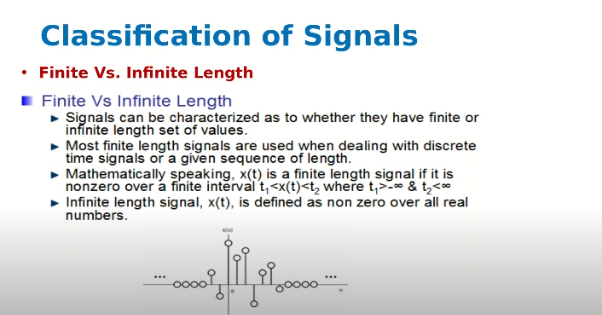 Classification of Signals
• Finite Vs. Infinite Length
Finite Vs Infinite Length
► Signals can be characterized as to whether they have finite or
infinite length set of values.
► Most finite length signals are used when dealing with discrete
time signals or a given sequence of length.
► Mathematically speaking, x(t) is a finite length signal if it is
nonzero over a finite interval t₁<x(t)<t₂ where t₁>-∞ & t₂<∞
► Infinite length signal, x(t), is defined as non zero over all real
numbers.
x[n]
... ...
0
n